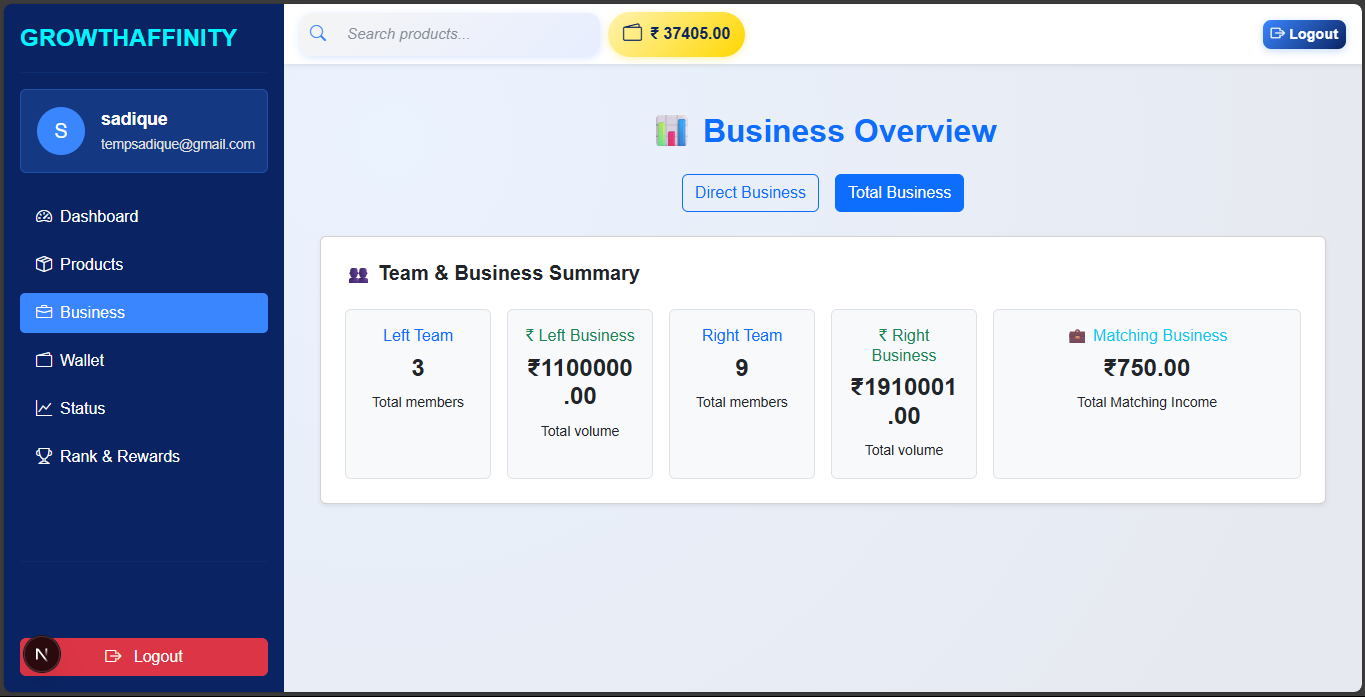 GROWTHAFFINITY
S
sadique
tempsadique@gmail.com
Dashboard
Products
Business
Wallet
Status
Rank & Rewards
N
Logout
Search products...
₹ 37405.00
Logout
Business Overview
Direct Business
Total Business
Team & Business Summary
Left Team
3
Total members
₹ Left Business
₹1100000
.00
Total volume
Right Team
9
Total members
₹ Right
Business
₹1910001
.00
Total volume
Matching Business
₹750.00
Total Matching Income